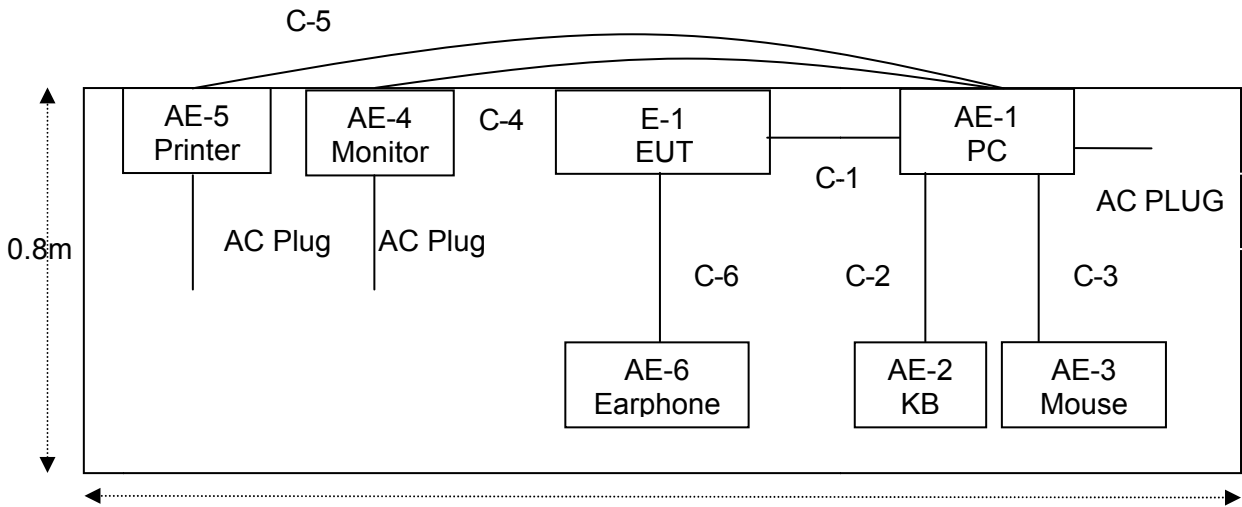 C-5
AE-5
Printer
AE-4
Monitor
C-4
E-1
EUT
C-1
AE-1
PC
AC PLUG
0.8m
AC Plug
AC Plug
C-6
C-2
C-3
AE-6
Earphone
AE-2
KB
AE-3
Mouse